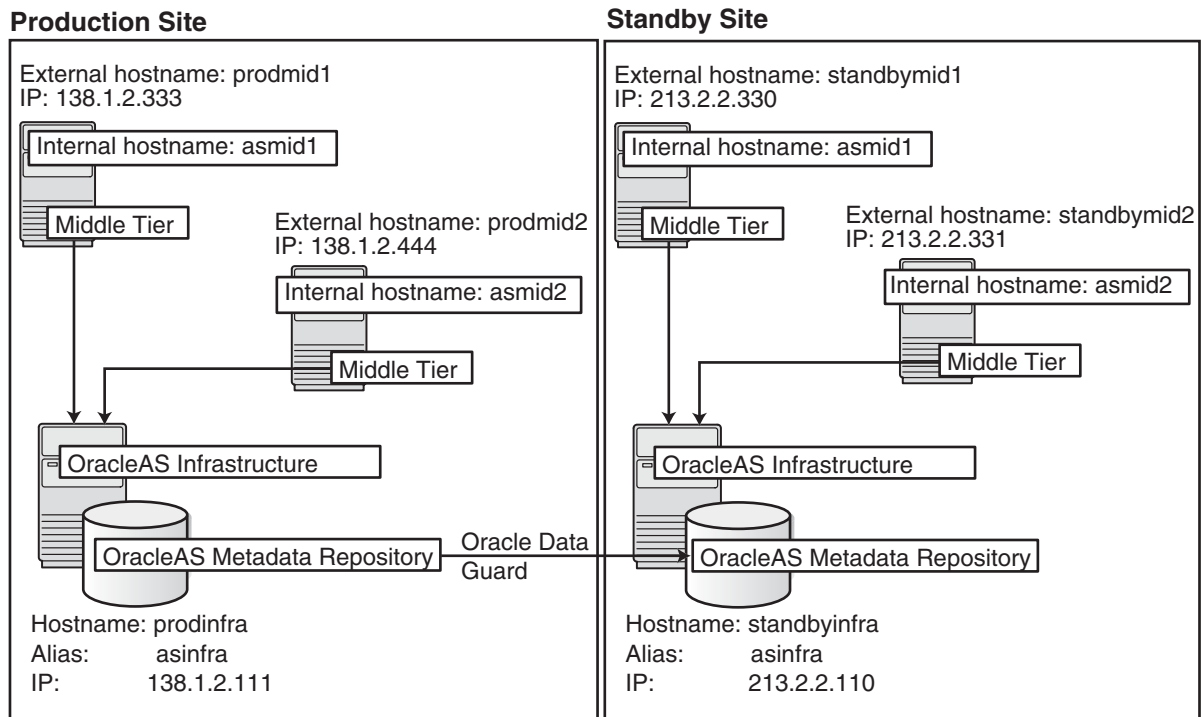 Production Site
External hostname: prodmid1
IP: 138.1.2.333
Internal hostname: asmid1
Middle Tier
External hostname: prodmid2
IP: 138.1.2.444
Internal hostname: asmid2
Middle Tier
OracleAS Infrastructure
OracleAS Metadata Repository
Oracle Data
Guard
Hostname: prodinfra
Alias: asinfra
IP: 138.1.2.111
Standby Site
External hostname: standbymid1
IP: 213.2.2.330
Internal hostname: asmid1
Middle Tier
External hostname: standbymid2
IP: 213.2.2.331
Internal hostname: asmid2
Middle Tier
OracleAS Infrastructure
OracleAS Metadata Repository
Hostname: standbyinfra
Alias: asinfra
IP: 213.2.2.110